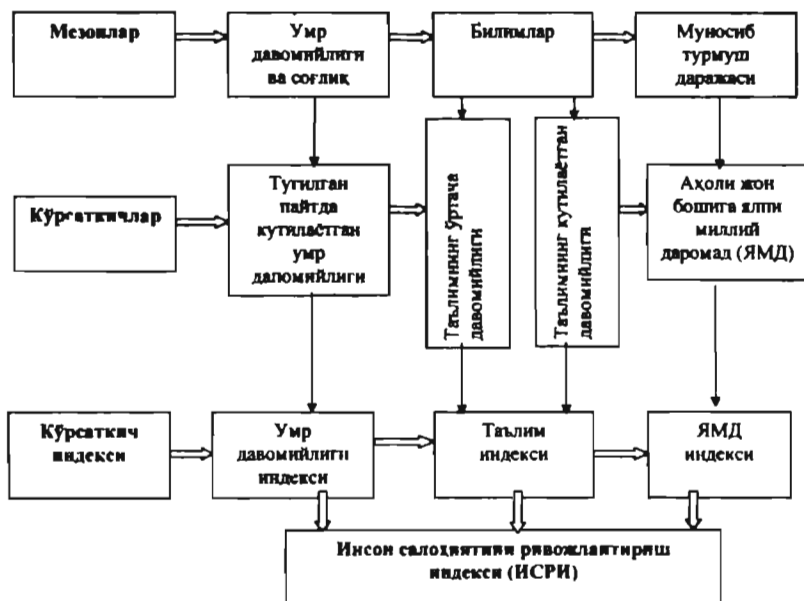 Мезонлар
Умр
давомийлиги
ва соғлиқ
Билимлар
Муносиб
турмуш
даражаси
Кўрсаткичлар
Тутилган
пайтда
кутилаётган
умр
даломийлиги
Таълимнинг ўртача
давомийлиги
Таълимнинг кутилаётган
давомийлиги
Аҳоли жон
бошига ялпи
миллий
даромад (ЯМД)
Кўрсаткич
индекси
Умр
давомийлиги
индекси
Таълим
индекси
ЯМД
индекси
Инсон салоҳиятини ривожлантириш
индекси (ИСРИ)